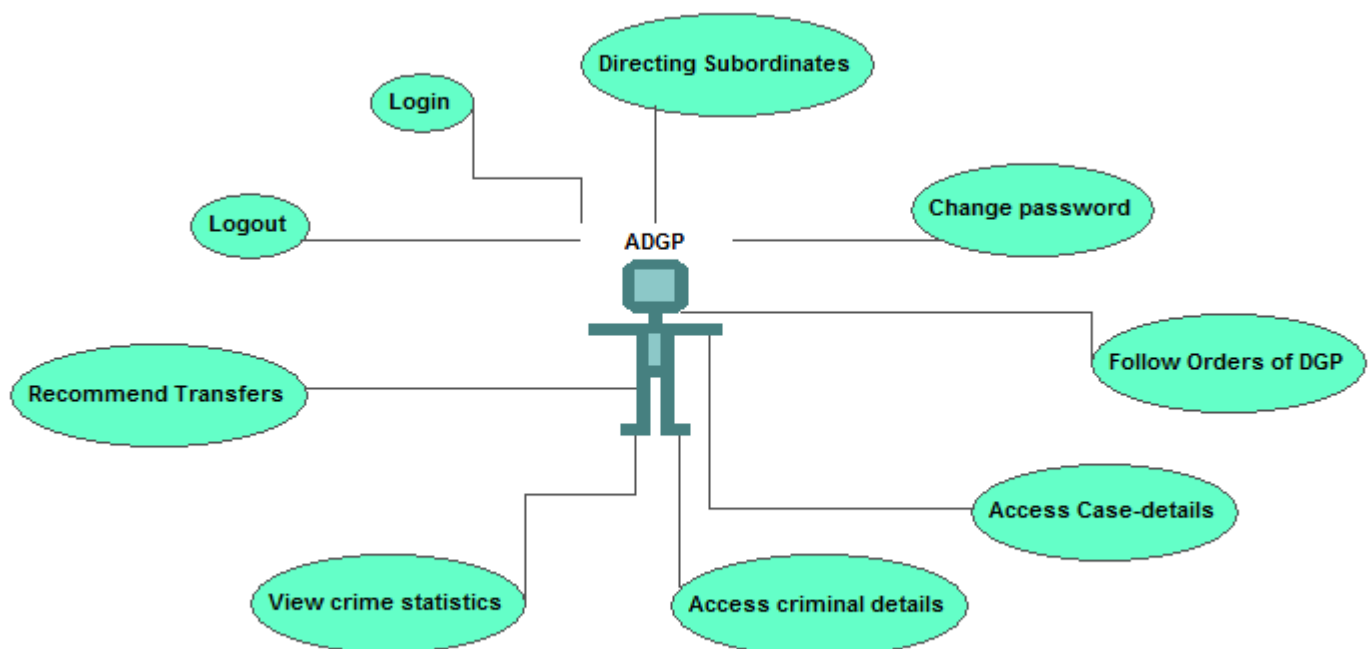 Directing Subordinates
Login
Change password
Logout
ADGP
Follow Orders of DGP
Recommend Transfers
Access Case-details
View crime statistics
Access criminal details